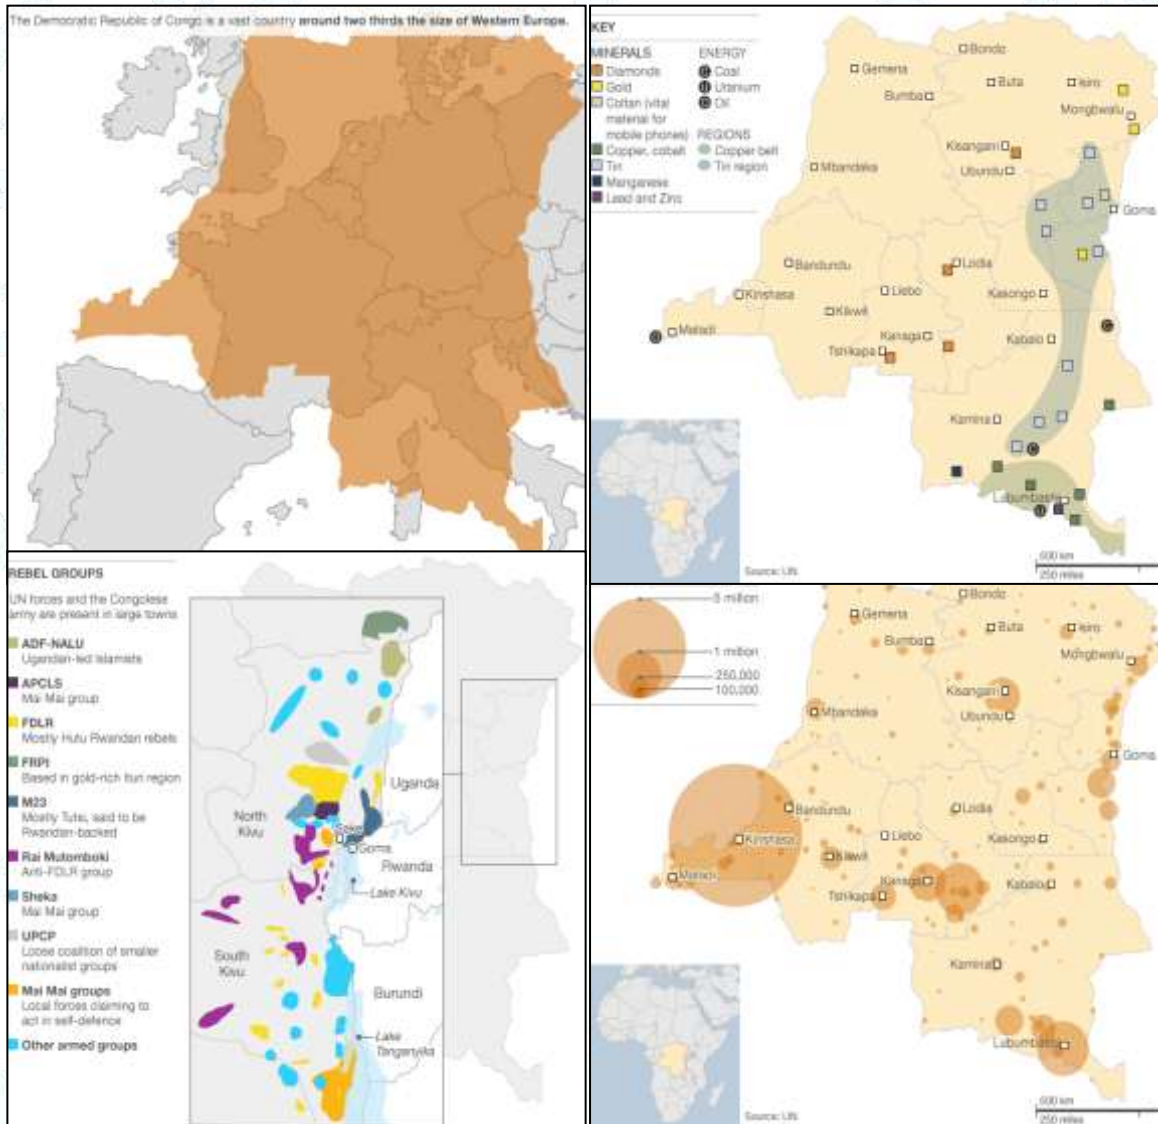 The Democratic Republic of Congo is a vast country around two thirds the size of Western Europe.
KEY
MINERALS
Diamonds
Gold
Coltan (vital
material for
mobile phones)
Copper, cobalt
Tin
Manganese
Lead and Zinc
ENERGY
Coal
Uranium
Oil
REGIONS
Copper belt
Tin region
Bondo
Gemena
Buta
Isiro
Bumba
Mongbwalu
Kisangani
Mbandaka
Ubundu
Goma
Bandundu
Lodja
Kinshasa
Ilebo
Kasongo
Kikwit
Matadi
Kananga
Kabalo
Tshikapa
Kamina
Lubumbashi
Source: UN
600 km
250 miles
REBEL GROUPS
UN forces and the Congolese
army are present in large towns
ADF-NALU
Ugandan-led Islamists
APCLS
Mai Mai group
FDLR
Mostly Hutu Rwandan rebels
FRPI
Based in gold-rich Ituri region
M23
Mostly Tutsi, said to be
Rwandan-backed
Rai Mutomboki
Anti-FDLR group
Sheka
Mai Mai group
UPCP
Loose coalition of smaller
nationalist groups
Mai Mai groups
Local forces claiming to
act in self-defence
Other armed groups
Uganda
North
Kivu
Sake
Goma
Rwanda
Lake Kivu
South
Kivu
Burundi
Lake
Tanganyika
5 million
1 million
250,000
100,000
Bondo
Gemena
Buta
Isiro
Bumba
Mongbwalu
Kisangani
Mbandaka
Ubundu
Goma
Bandundu
Lodja
Kinshasa
Ilebo
Kasongo
Kikwit
Matadi
Kananga
Kabalo
Tshikapa
Kamina
Lubumbashi
Source: UN
600 km
250 miles